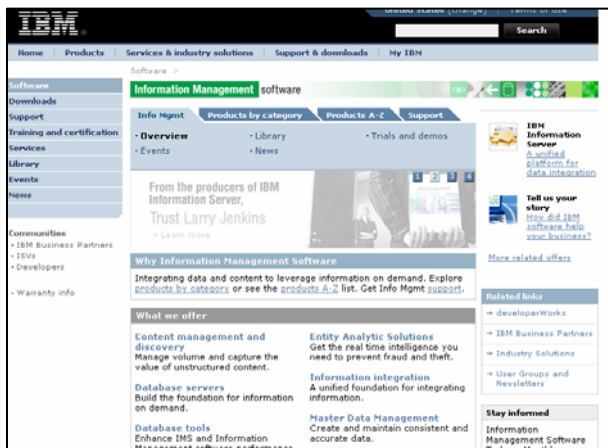 United States [change] | Terms of use
IBM.
Search
Home | Products | Services & industry solutions | Support & downloads | My IBM
Software
Downloads
Support
Training and certification
Services
Library
Events
News
Communities
· IBM Business Partners
· ISVs
· Developers
· Warranty info
Software >
Information Management software
Info Mgmt
Products by category
Products A-Z
Support
· Overview
· Library
· Trials and demos
· Events
· News
1 2 3 4
From the producers of IBM
Information Server,
Trust Larry Jenkins
→ Learn more
Why Information Management Software
Integrating data and content to leverage information on demand. Explore
products by category or see the products A-Z list. Get Info Mgmt support.
What we offer
Content management and
discovery
Manage volume and capture the
value of unstructured content.
Database servers
Build the foundation for information
on demand.
Database tools
Enhance IMS and Information
Management software performance
Entity Analytic Solutions
Get the real time intelligence you
need to prevent fraud and theft.
Information integration
A unified foundation for integrating
information.
Master Data Management
Create and maintain consistent and
accurate data.
IBM
Information
Server
A unified
platform for
data integration
Tell us your
story
How did IBM
software help
your business?
More related offers
Related links
→ developerWorks
→ IBM Business Partners
→ Industry Solutions
→ User Groups and
Newsletters
Stay informed
Information
Management Software